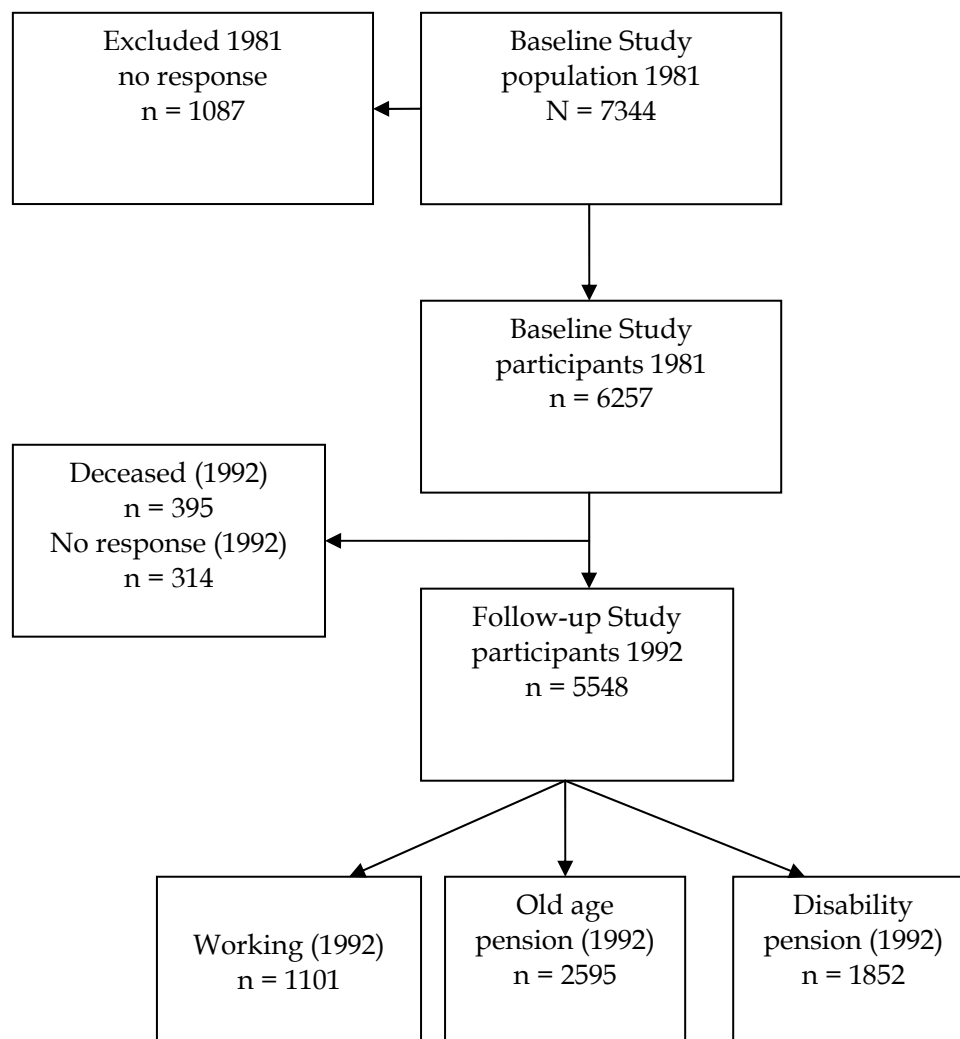 Excluded 1981
no response
n = 1087
Baseline Study
population 1981
N = 7344
Baseline Study
participants 1981
n = 6257
Deceased (1992)
n = 395
No response (1992)
n = 314
Follow-up Study
participants 1992
n = 5548
Working (1992)
n = 1101
Old age
pension (1992)
n = 2595
Disability
pension (1992)
n = 1852